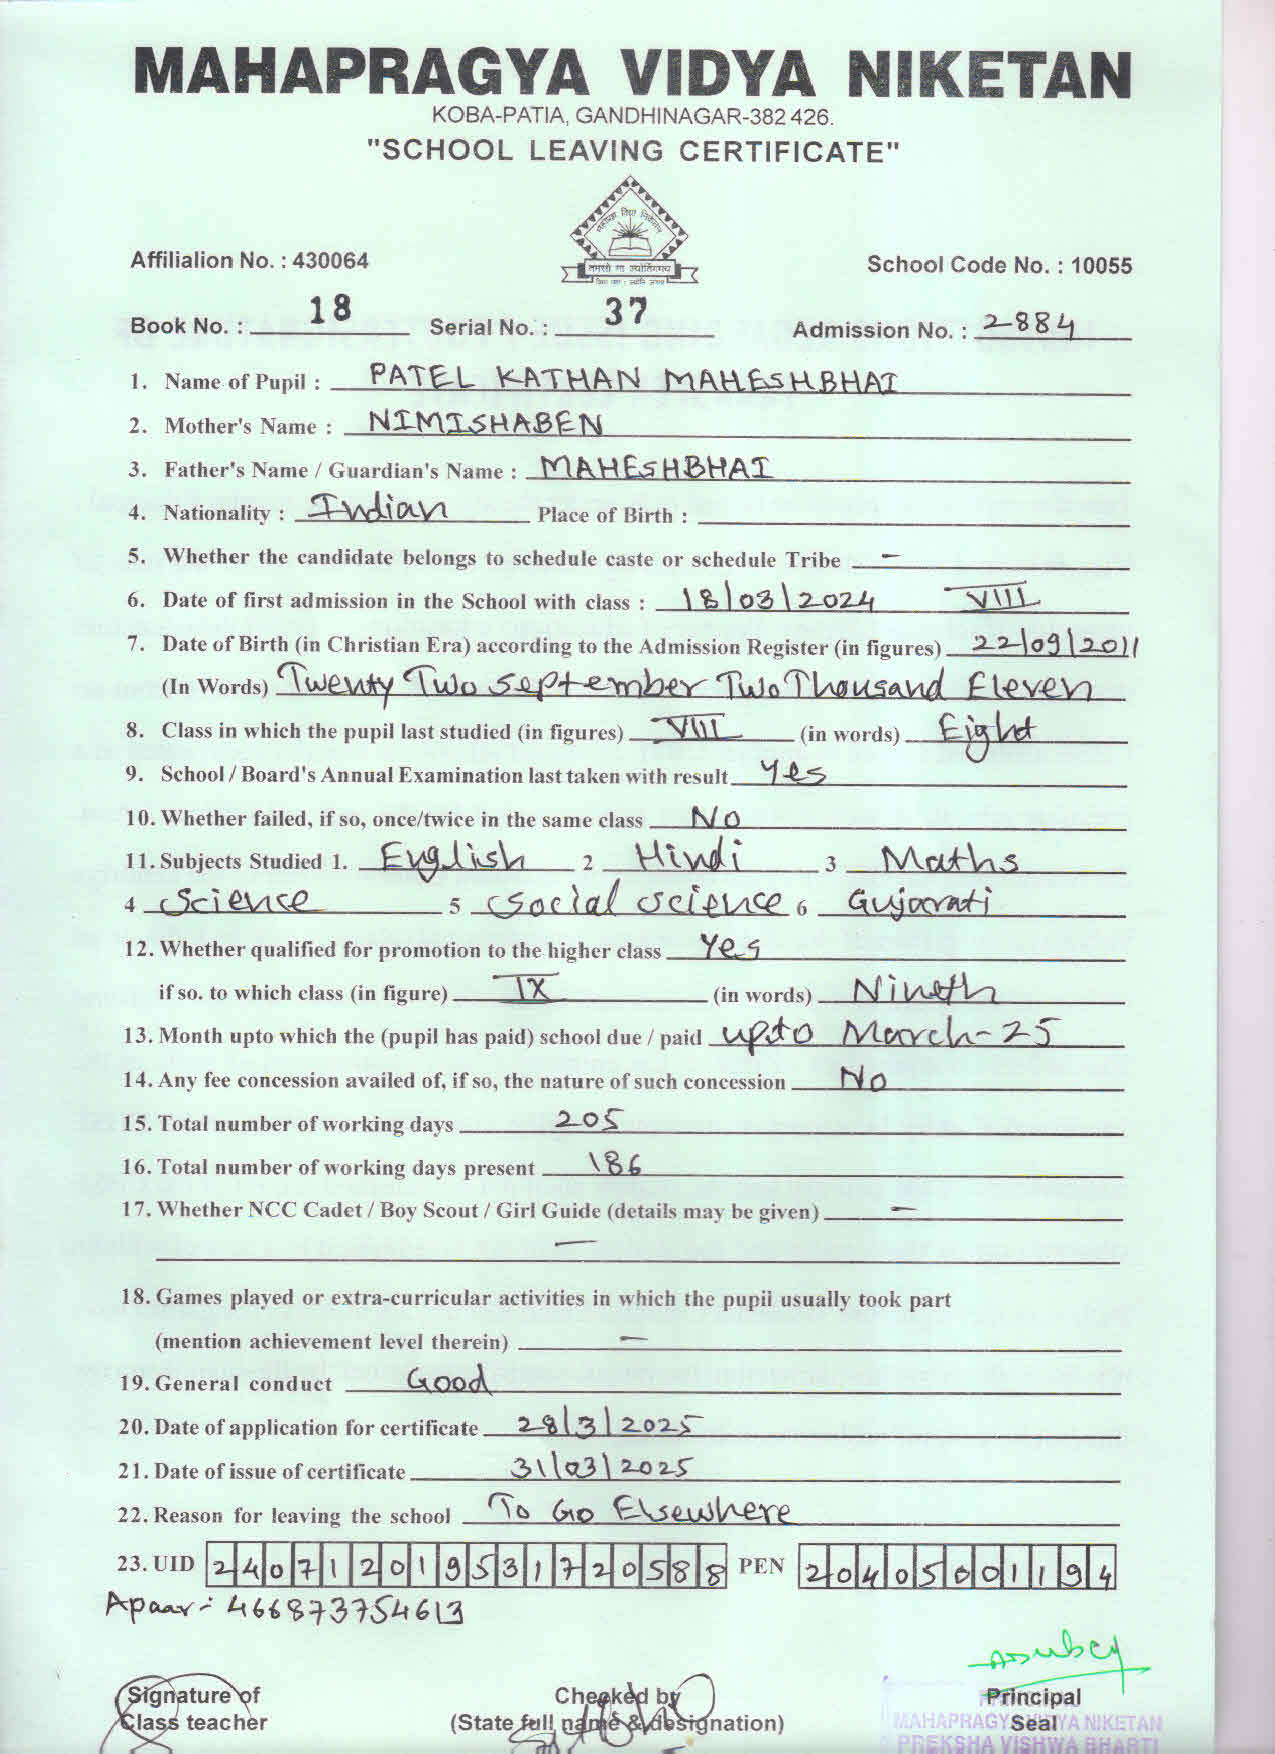 MAHAPRAGYA VIDYA NIKETAN
KOBA-PATIA, GANDHINAGAR-382 426.
"SCHOOL LEAVING CERTIFICATE"
महाप्रज्ञ विद्या निकेतन
तमसो मा ज्योतिर्गमय
Affilialion No. : 430064
School Code No. : 10055
Book No. : 18 Serial No. : 37 Admission No. : 2884
1. Name of Pupil : PATEL KATHAN MAHESHBHAI
2. Mother's Name : NIMISHABEN
3. Father's Name / Guardian's Name : MAHESHBHAI
4. Nationality : Indian Place of Birth :
5. Whether the candidate belongs to schedule caste or schedule Tribe –
6. Date of first admission in the School with class : 18/03/2024 VIII
7. Date of Birth (in Christian Era) according to the Admission Register (in figures) 22/09/2011
(In Words) Twenty Two September Two Thousand Eleven
8. Class in which the pupil last studied (in figures) VIII (in words) Eight
9. School / Board's Annual Examination last taken with result Yes
10. Whether failed, if so, once/twice in the same class No
11. Subjects Studied 1. English 2 Hindi 3 Maths
4 Science 5 Social Science 6 Gujarati
12. Whether qualified for promotion to the higher class Yes
if so. to which class (in figure) IX (in words) Nineth
13. Month upto which the (pupil has paid) school due / paid upto March-25
14. Any fee concession availed of, if so, the nature of such concession No
15. Total number of working days 205
16. Total number of working days present 186
17. Whether NCC Cadet / Boy Scout / Girl Guide (details may be given) –
–
18. Games played or extra-curricular activities in which the pupil usually took part
(mention achievement level therein) –
19. General conduct Good
20. Date of application for certificate 28/3/2025
21. Date of issue of certificate 31/03/2025
22. Reason for leaving the school To Go Elsewhere
23. UID 240712019531720588 PEN 20405001194
Apaar:- 466873754613
Signature of Checked by Principal
Class teacher (State full name & designation) Seal
MAHAPRAGYA VIDYA NIKETAN
PREKSHA VISHWA BHARTI